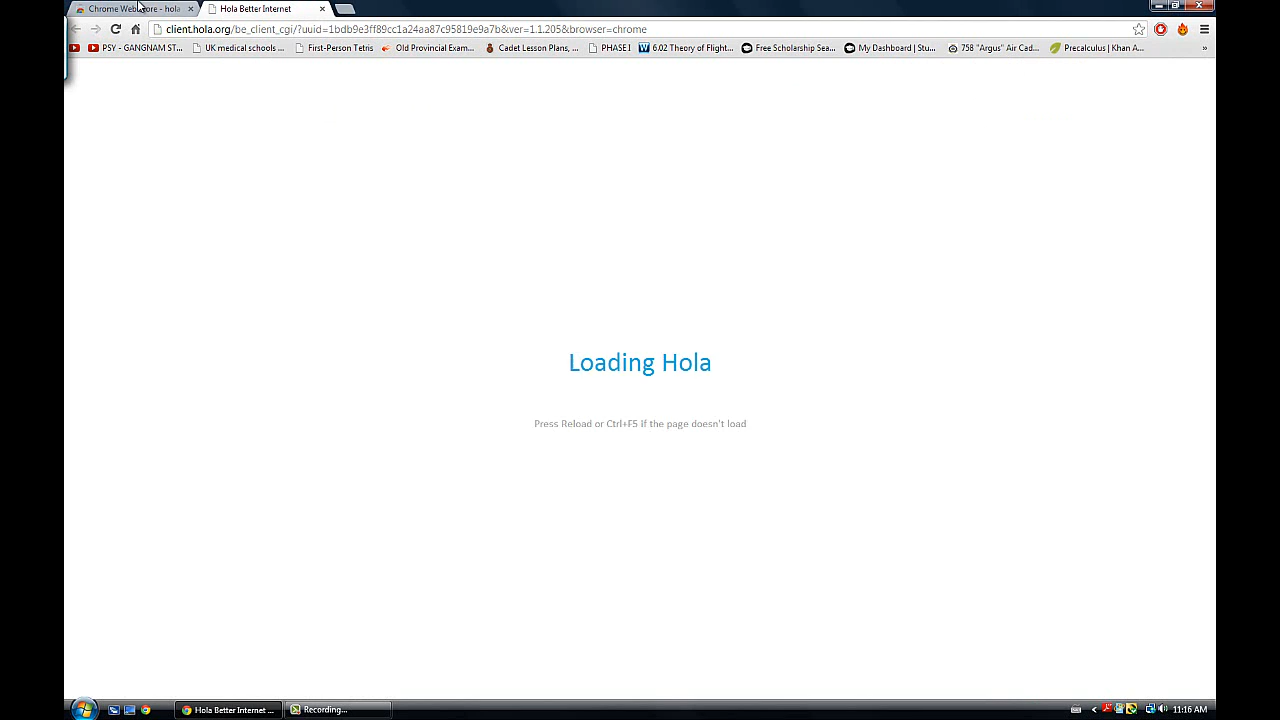 Chrome Web Store - hola
Hola Better Internet
client.hola.org/be_client_cgi/?uuid=1bdb9e3ff89cc1a24aa87c95819e9a7b&ver=1.1.205&browser=chrome
PSY - GANGNAM ST... UK medical schools ... First-Person Tetris Old Provincial Exam... Cadet Lesson Plans, ... PHASE I W 6.02 Theory of Flight... Free Scholarship Sea... My Dashboard | Stu... 758 "Argus" Air Cad... Precalculus | Khan A... »
Loading Hola
Press Reload or Ctrl+F5 if the page doesn't load
Hola Better Internet ... Recording... 11:16 AM